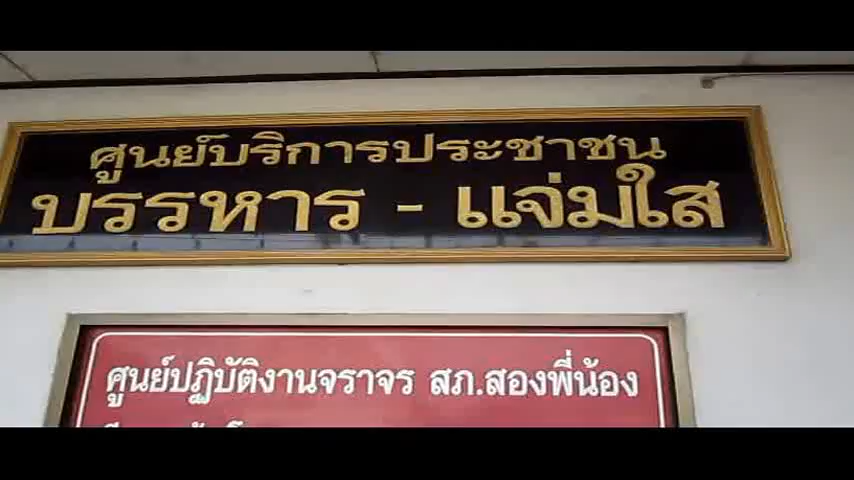 ศูนย์บริการประชาชน
บรรหาร - แจ่มใส
ศูนย์ปฏิบัติงานจราจร สภ.สองพี่น้อง